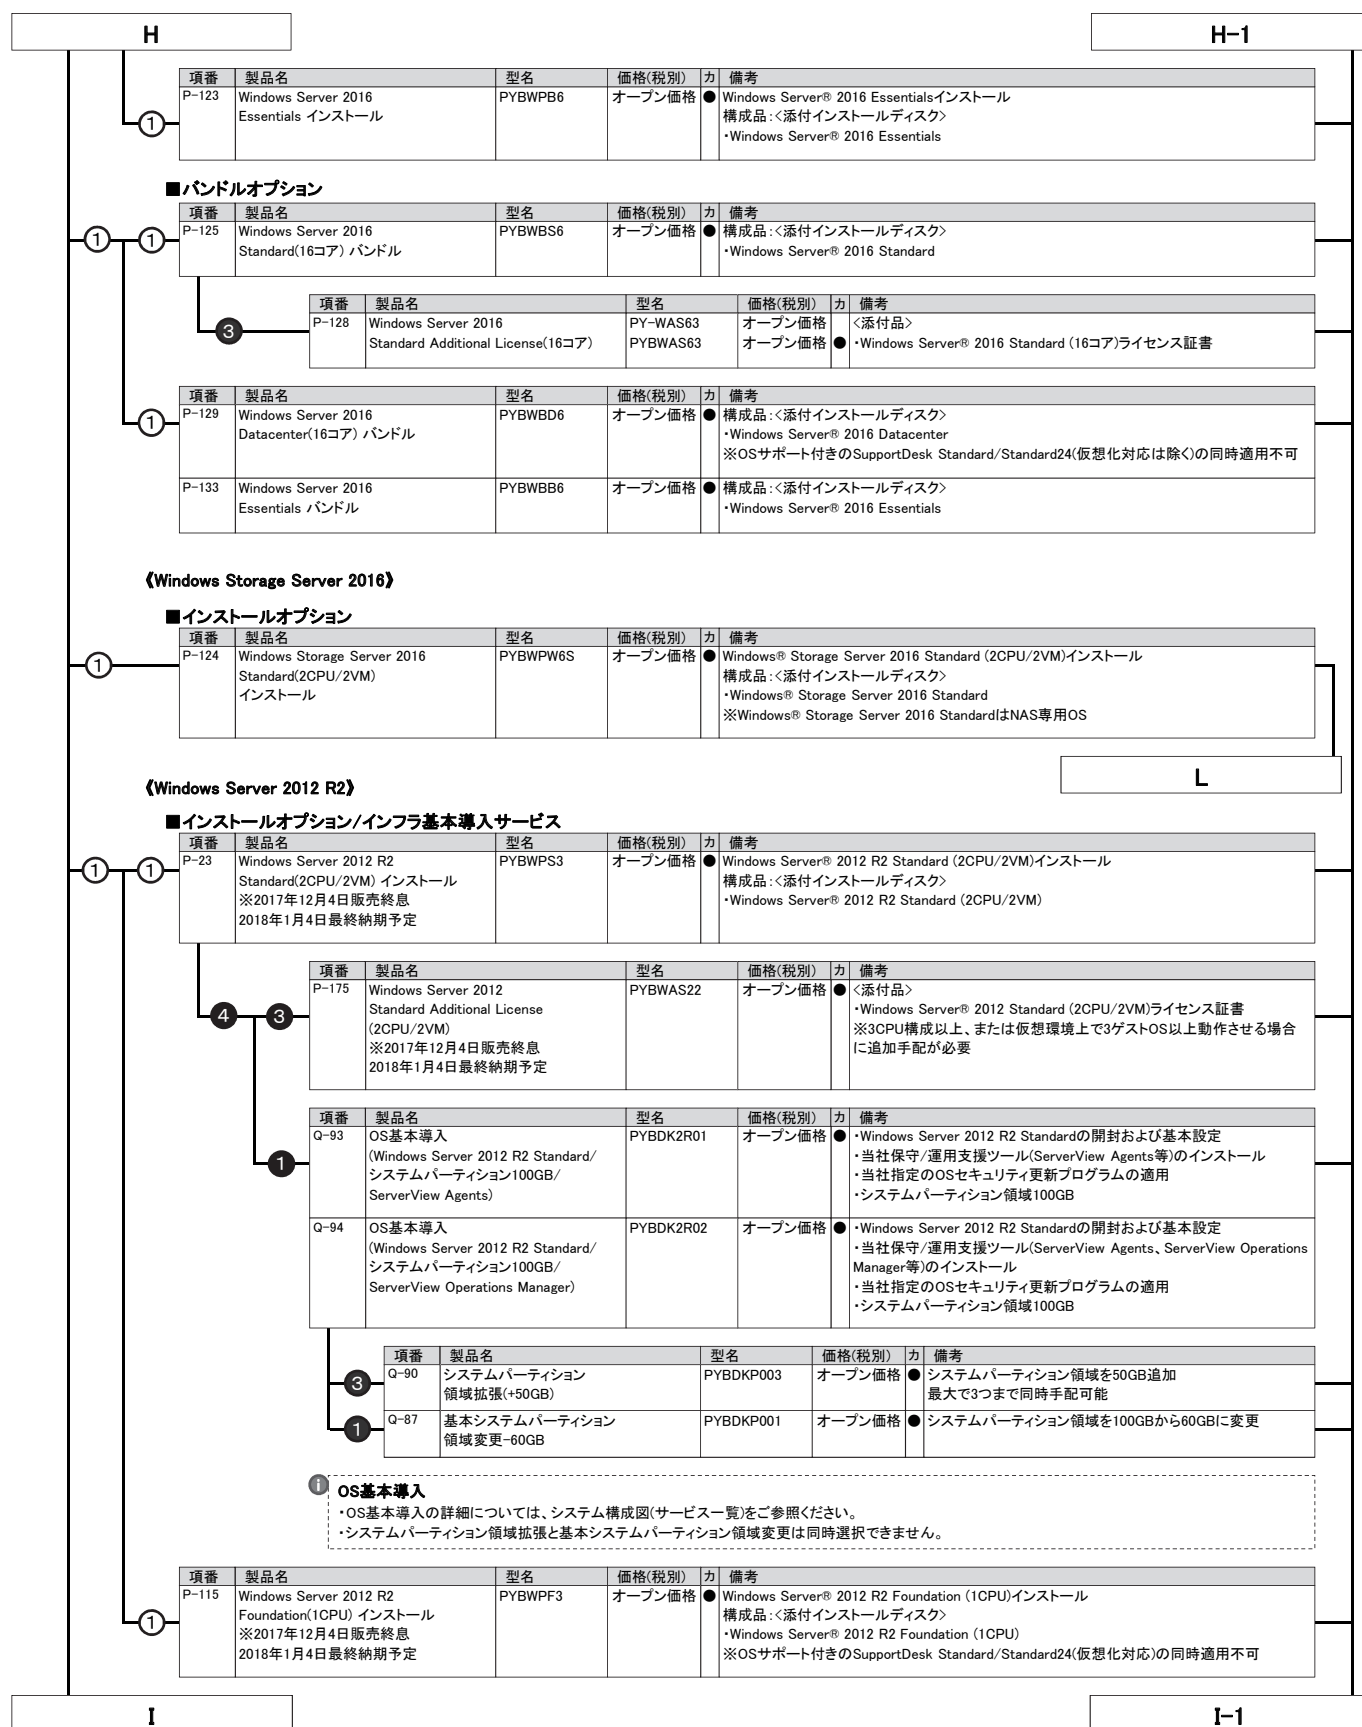 H
H-1
項番 製品名 型名 価格(税別) カ 備考
P-123 Windows Server 2016 PYBWPB6 オープン価格 ● Windows Server® 2016 Essentialsインストール
Essentials インストール 構成品:<添付インストールディスク>
・Windows Server® 2016 Essentials
①
■バンドルオプション
項番 製品名 型名 価格(税別) カ 備考
① ① P-125 Windows Server 2016 PYBWBS6 オープン価格 ● 構成品:<添付インストールディスク>
Standard(16コア) バンドル ・Windows Server® 2016 Standard
項番 製品名 型名 価格(税別) カ 備考
❸ P-128 Windows Server 2016 PY-WAS63 オープン価格 <添付品>
Standard Additional License(16コア) PYBWAS63 オープン価格 ● ・Windows Server® 2016 Standard (16コア)ライセンス証書
項番 製品名 型名 価格(税別) カ 備考
① P-129 Windows Server 2016 PYBWBD6 オープン価格 ● 構成品:<添付インストールディスク>
Datacenter(16コア) バンドル ・Windows Server® 2016 Datacenter
※OSサポート付きのSupportDesk Standard/Standard24(仮想化対応は除く)の同時適用不可
P-133 Windows Server 2016 PYBWBB6 オープン価格 ● 構成品:<添付インストールディスク>
Essentials バンドル ・Windows Server® 2016 Essentials
《Windows Storage Server 2016》
■インストールオプション
項番 製品名 型名 価格(税別) カ 備考
① P-124 Windows Storage Server 2016 PYBWPW6S オープン価格 ● Windows® Storage Server 2016 Standard (2CPU/2VM)インストール
Standard(2CPU/2VM) 構成品:<添付インストールディスク>
インストール ・Windows® Storage Server 2016 Standard
※Windows® Storage Server 2016 StandardはNAS専用OS
L
《Windows Server 2012 R2》
■インストールオプション/インフラ基本導入サービス
項番 製品名 型名 価格(税別) カ 備考
① ① P-23 Windows Server 2012 R2 PYBWPS3 オープン価格 ● Windows Server® 2012 R2 Standard (2CPU/2VM)インストール
Standard(2CPU/2VM) インストール 構成品:<添付インストールディスク>
※2017年12月4日販売終息 ・Windows Server® 2012 R2 Standard (2CPU/2VM)
2018年1月4日最終納期予定
項番 製品名 型名 価格(税別) カ 備考
❹ ❸ P-175 Windows Server 2012 PYBWAS22 オープン価格 ● <添付品>
Standard Additional License ・Windows Server® 2012 Standard (2CPU/2VM)ライセンス証書
(2CPU/2VM) ※3CPU構成以上、または仮想環境上で3ゲストOS以上動作させる場合
※2017年12月4日販売終息 に追加手配が必要
2018年1月4日最終納期予定
項番 製品名 型名 価格(税別) カ 備考
❶ Q-93 OS基本導入 PYBDK2R01 オープン価格 ● ・Windows Server 2012 R2 Standardの開封および基本設定
(Windows Server 2012 R2 Standard/ ・当社保守/運用支援ツール(ServerView Agents等)のインストール
システムパーティション100GB/ ・当社指定のOSセキュリティ更新プログラムの適用
ServerView Agents) ・システムパーティション領域100GB
Q-94 OS基本導入 PYBDK2R02 オープン価格 ● ・Windows Server 2012 R2 Standardの開封および基本設定
(Windows Server 2012 R2 Standard/ ・当社保守/運用支援ツール(ServerView Agents、ServerView Operations
システムパーティション100GB/ Manager等)のインストール
ServerView Operations Manager) ・当社指定のOSセキュリティ更新プログラムの適用
・システムパーティション領域100GB
項番 製品名 型名 価格(税別) カ 備考
❸ Q-90 システムパーティション PYBDKP003 オープン価格 ● システムパーティション領域を50GB追加
領域拡張(+50GB) 最大で3つまで同時手配可能
❶ Q-87 基本システムパーティション PYBDKP001 オープン価格 ● システムパーティション領域を100GBから60GBに変更
領域変更-60GB
i OS基本導入
・OS基本導入の詳細については、システム構成図(サービス一覧)をご参照ください。
・システムパーティション領域拡張と基本システムパーティション領域変更は同時選択できません。
項番 製品名 型名 価格(税別) カ 備考
① P-115 Windows Server 2012 R2 PYBWPF3 オープン価格 ● Windows Server® 2012 R2 Foundation (1CPU)インストール
Foundation(1CPU) インストール 構成品:<添付インストールディスク>
※2017年12月4日販売終息 ・Windows Server® 2012 R2 Foundation (1CPU)
2018年1月4日最終納期予定 ※OSサポート付きのSupportDesk Standard/Standard24(仮想化対応)の同時適用不可
I
I-1